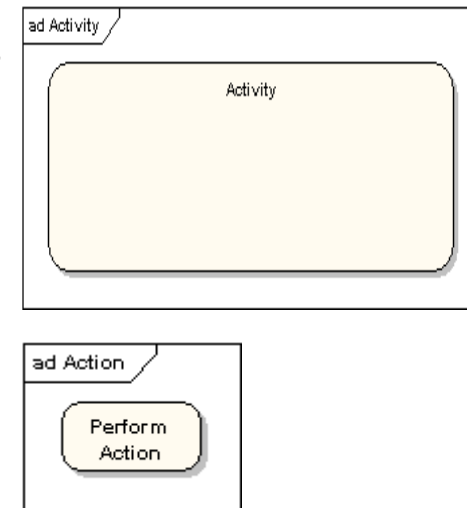 ad Activity
Activity
ad Action
Perform
Action